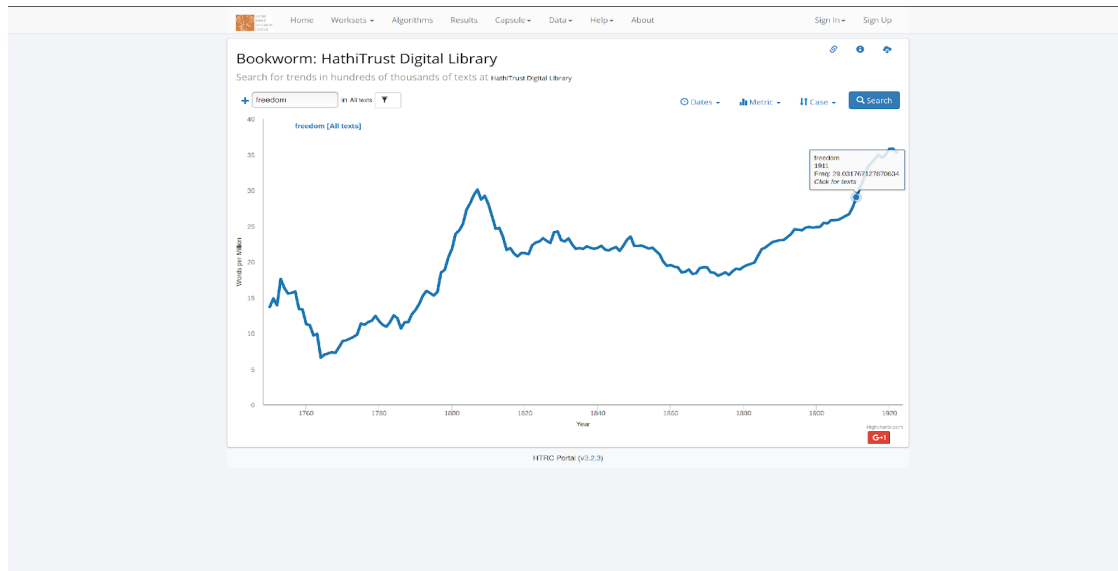 Home Worksets Algorithms Results Capsule Data Help About Sign In Sign Up
Bookworm: HathiTrust Digital Library
Search for trends in hundreds of thousands of texts at HathiTrust Digital Library
freedom in All texts Dates Metric Case Search
freedom [All texts]
40
35
30
25
20
15
10
5
0
Words per Million
freedom
1911
Freq: 29.031767127870634
Click for texts
1760 1780 1800 1820 1840 1860 1880 1900 1920
Year
Highcharts.com
G+1
HTRC Portal (v3.2.3)